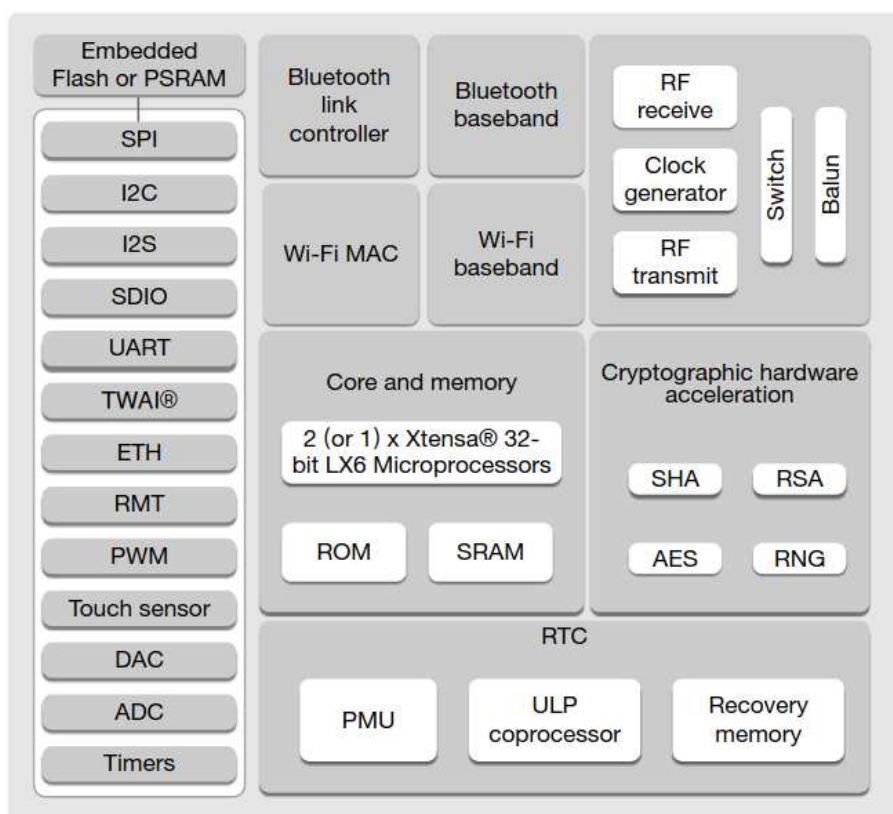 Embedded
Flash or PSRAM
SPI
I2C
I2S
SDIO
UART
TWAI®
ETH
RMT
PWM
Touch sensor
DAC
ADC
Timers
Bluetooth
link
controller
Bluetooth
baseband
Wi-Fi MAC
Wi-Fi
baseband
RF
receive
Clock
generator
RF
transmit
Switch
Balun
Core and memory
2 (or 1) x Xtensa® 32-
bit LX6 Microprocessors
ROM
SRAM
Cryptographic hardware
acceleration
SHA
RSA
AES
RNG
RTC
PMU
ULP
coprocessor
Recovery
memory